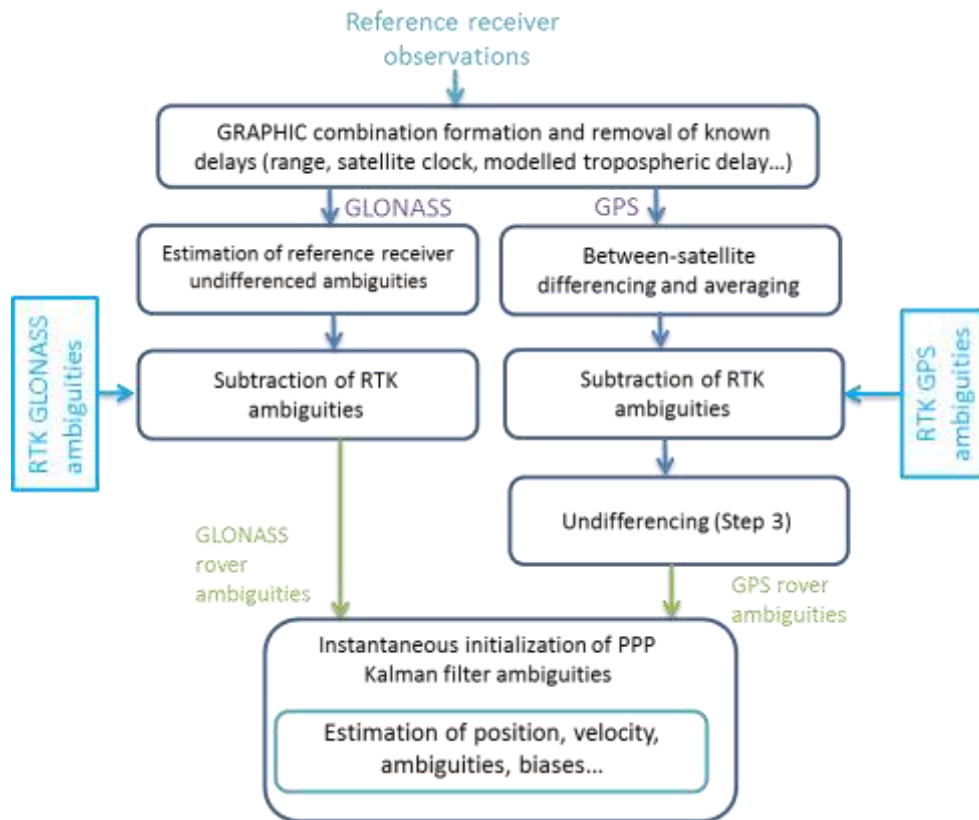 Reference receiver
observations
GRAPHIC combination formation and removal of known
delays (range, satellite clock, modelled tropospheric delay...)
GLONASS
GPS
Estimation of reference receiver
undifferenced ambiguities
Between-satellite
differencing and averaging
RTK GLONASS
ambiguities
Subtraction of RTK
ambiguities
Subtraction of RTK
ambiguities
RTK GPS
ambiguities
Undifferencing (Step 3)
GLONASS
rover
ambiguities
GPS rover
ambiguities
Instantaneous initialization of PPP
Kalman filter ambiguities
Estimation of position, velocity,
ambiguities, biases...